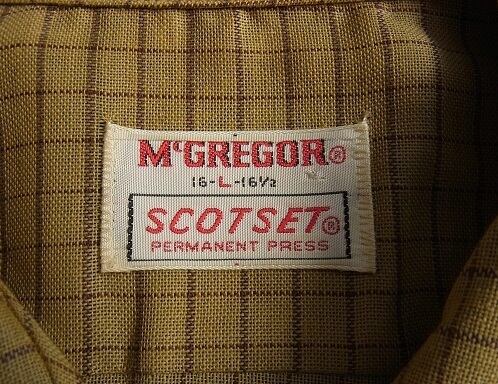 McGREGOR®
16-L-16½
SCOTSET®
PERMANENT PRESS